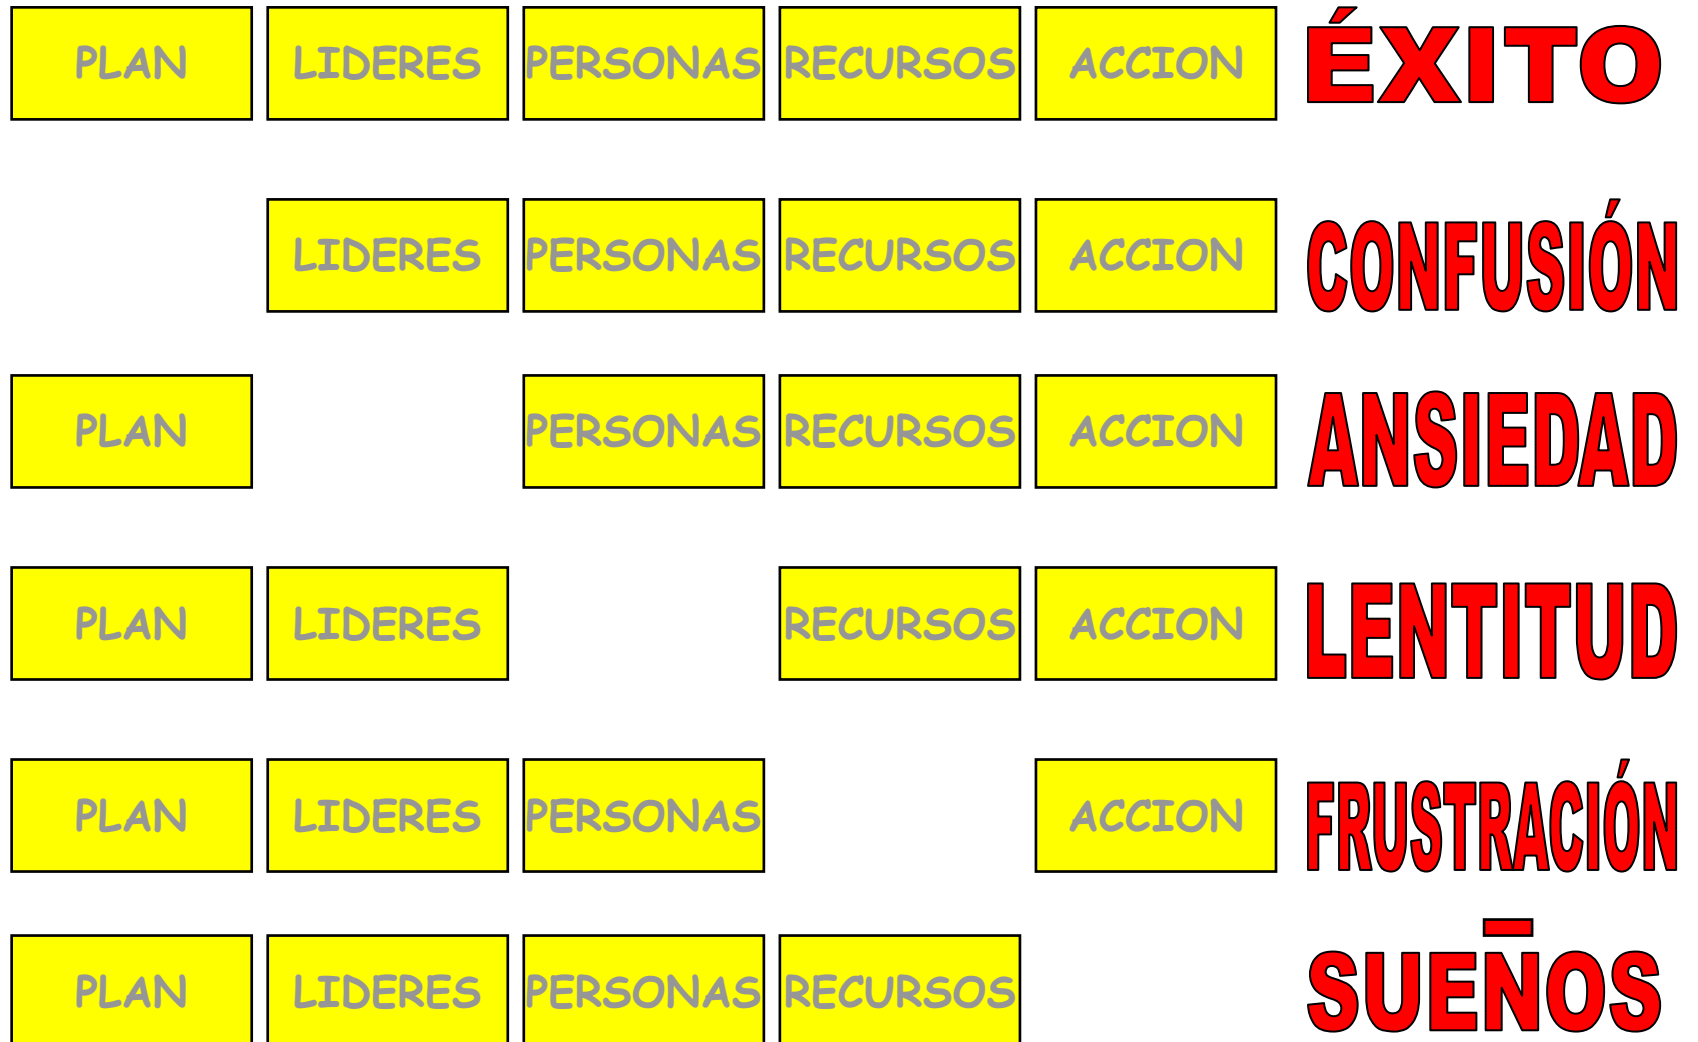 PLAN LIDERES PERSONAS RECURSOS ACCION ÉXITO
LIDERES PERSONAS RECURSOS ACCION CONFUSIÓN
PLAN PERSONAS RECURSOS ACCION ANSIEDAD
PLAN LIDERES RECURSOS ACCION LENTITUD
PLAN LIDERES PERSONAS ACCION FRUSTRACIÓN
PLAN LIDERES PERSONAS RECURSOS SUEÑOS